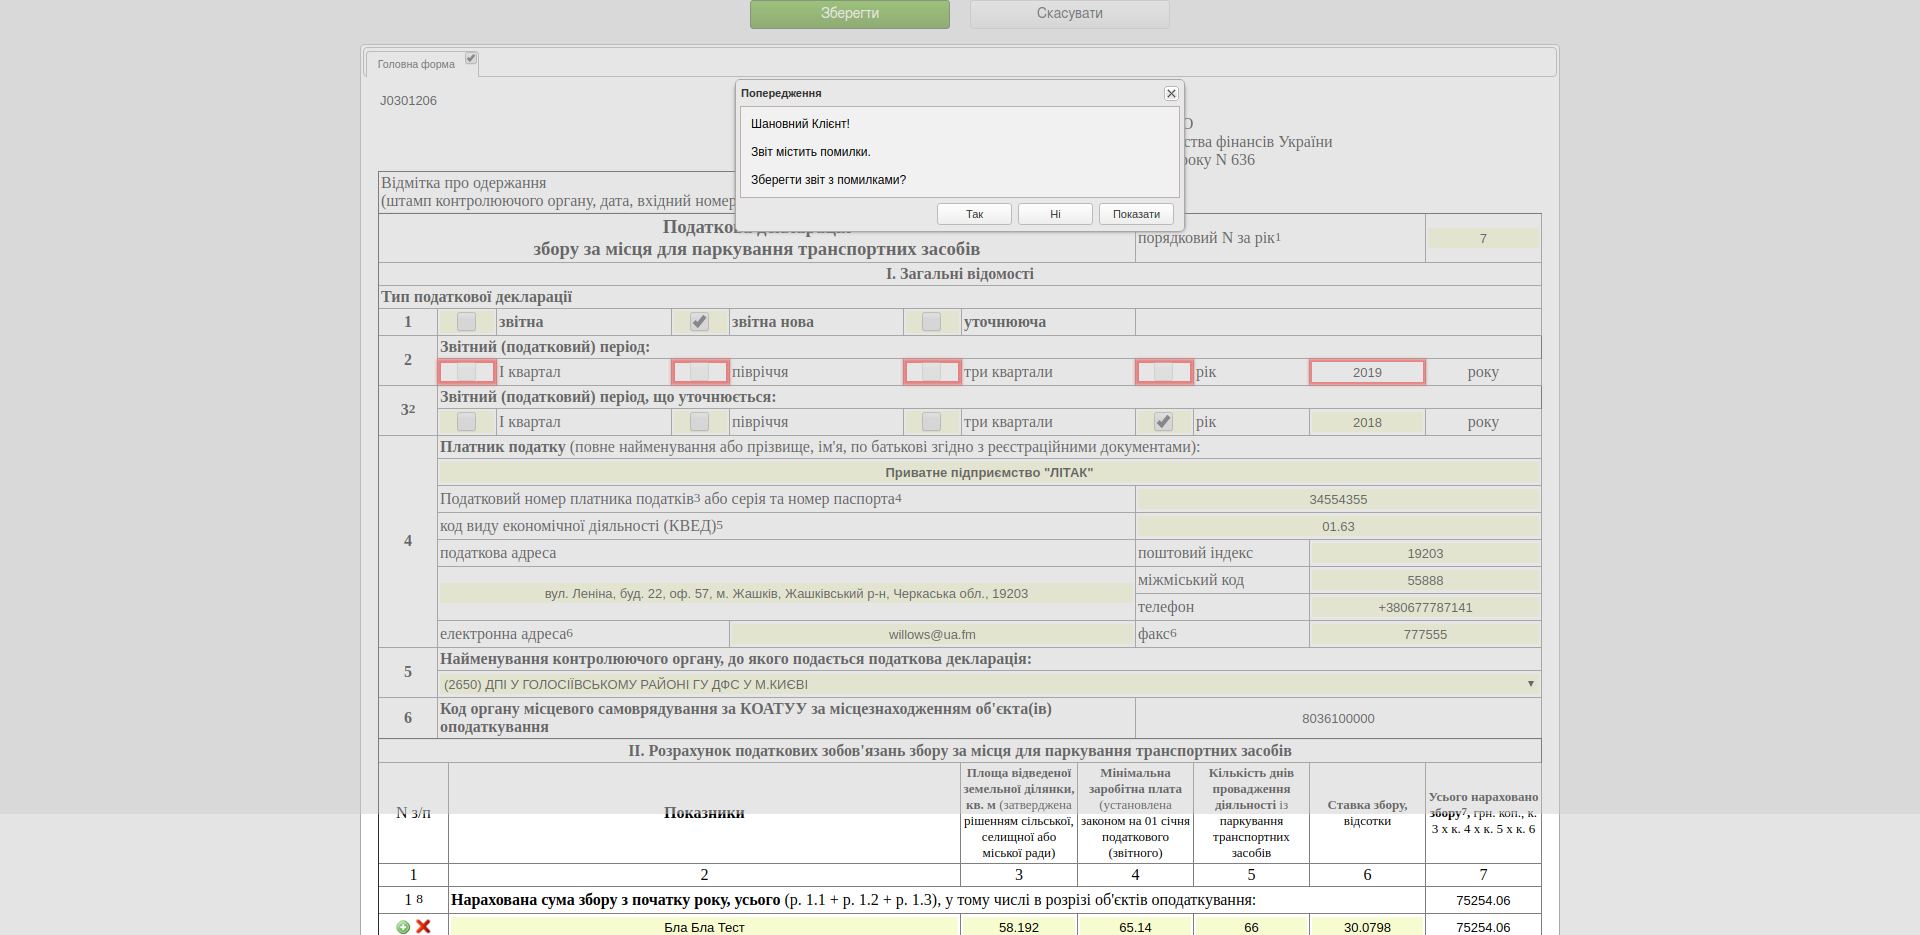 Зберегти
Скасувати
Головна форма
J0301206
Попередження
Шановний Клієнт!
Звіт містить помилки.
Зберегти звіт з помилками?
Так
Ні
Показати
О
ства фінансів України
року N 636
Відмітка про одержання
(штамп контролюючого органу, дата, вхідний номер
Податкова декларація
збору за місця для паркування транспортних засобів
порядковий N за рік1
7
I. Загальні відомості
Тип податкової декларації
1
звітна
звітна нова
уточнююча
2
Звітний (податковий) період:
I квартал
півріччя
три квартали
рік
2019
року
32
Звітний (податковий) період, що уточнюється:
I квартал
півріччя
три квартали
рік
2018
року
4
Платник податку (повне найменування або прізвище, ім'я, по батькові згідно з реєстраційними документами):
Приватне підприємство "ЛІТАК"
Податковий номер платника податків3 або серія та номер паспорта4
34554355
код виду економічної діяльності (КВЕД)5
01.63
податкова адреса
поштовий індекс
19203
вул. Леніна, буд. 22, оф. 57, м. Жашків, Жашківський р-н, Черкаська обл., 19203
міжміський код
55888
телефон
+380677787141
електронна адреса6
willows@ua.fm
факс6
777555
5
Найменування контролюючого органу, до якого подається податкова декларація:
(2650) ДПІ У ГОЛОСІЇВСЬКОМУ РАЙОНІ ГУ ДФС У М.КИЄВІ
6
Код органу місцевого самоврядування за КОАТУУ за місцезнаходженням об'єкта(ів)
оподаткування
8036100000
II. Розрахунок податкових зобов'язань збору за місця для паркування транспортних засобів
N з/п
Показники
Площа відведеної
земельної ділянки,
кв. м (затверджена
рішенням сільської,
селищної або
міської ради)
Мінімальна
заробітна плата
(установлена
законом на 01 січня
податкового
(звітного)
Кількість днів
провадження
діяльності із
паркування
транспортних
засобів
Ставка збору,
відсотки
Усього нараховано
збору7, грн. коп., к.
3 х к. 4 х к. 5 х к. 6
1
2
3
4
5
6
7
1 8
Нарахована сума збору з початку року, усього (р. 1.1 + р. 1.2 + р. 1.3), у тому числі в розрізі об'єктів оподаткування:
75254.06
Бла Бла Тест
58.192
65.14
66
30.0798
75254.06